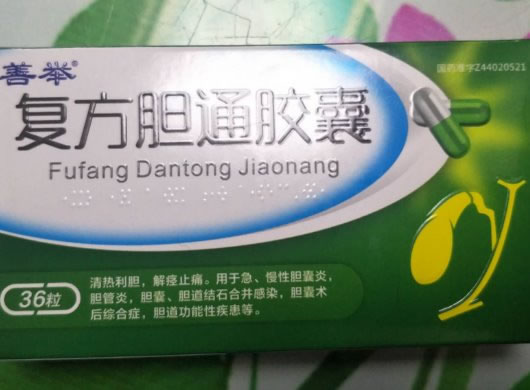 善举®
国药准字Z44020521
复方胆通胶囊
Fufang Dantong Jiaonang
36粒
清热利胆，解痉止痛。用于急、慢性胆囊炎，
胆管炎，胆囊、胆道结石合并感染，胆囊术
后综合症，胆道功能性疾患等。